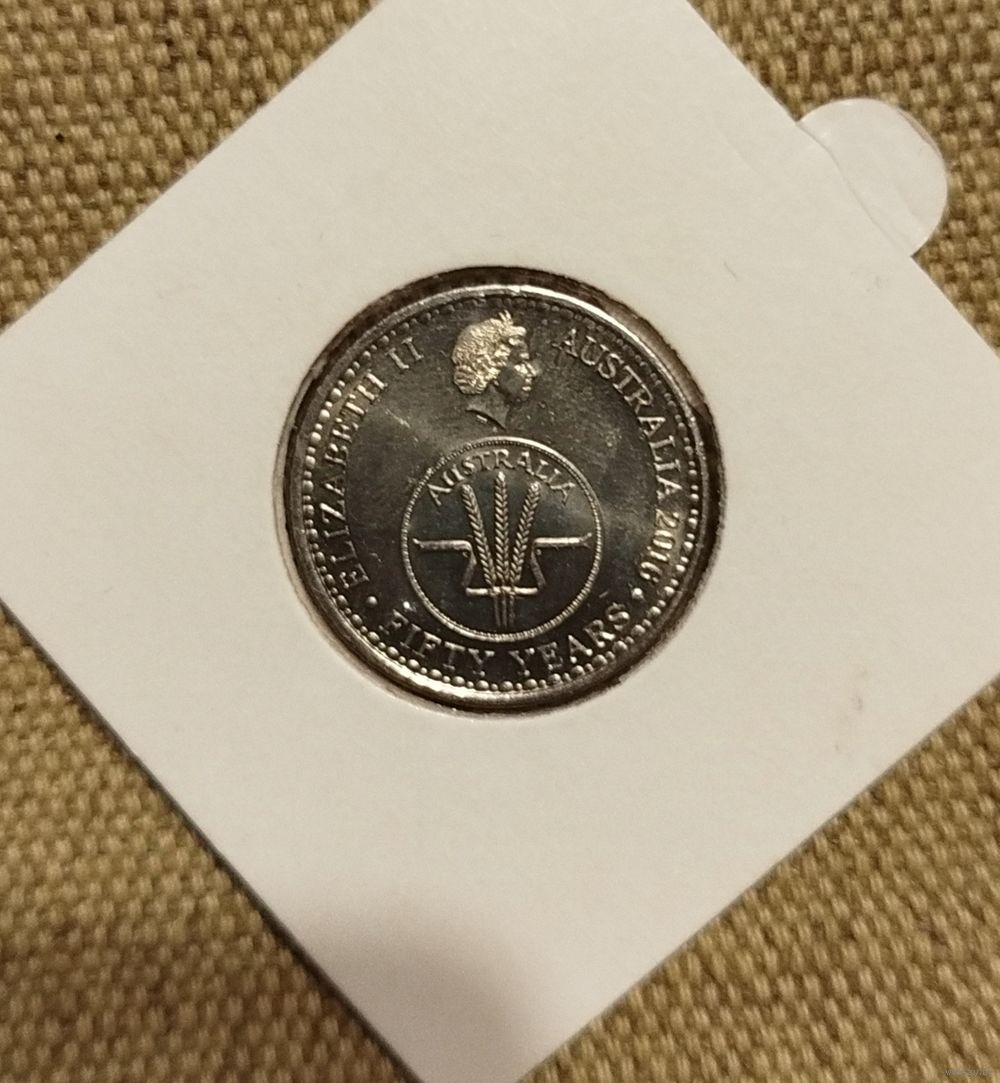 ELIZABETH II
AUSTRALIA 2016
AUSTRALIA
• FIFTY YEARS •